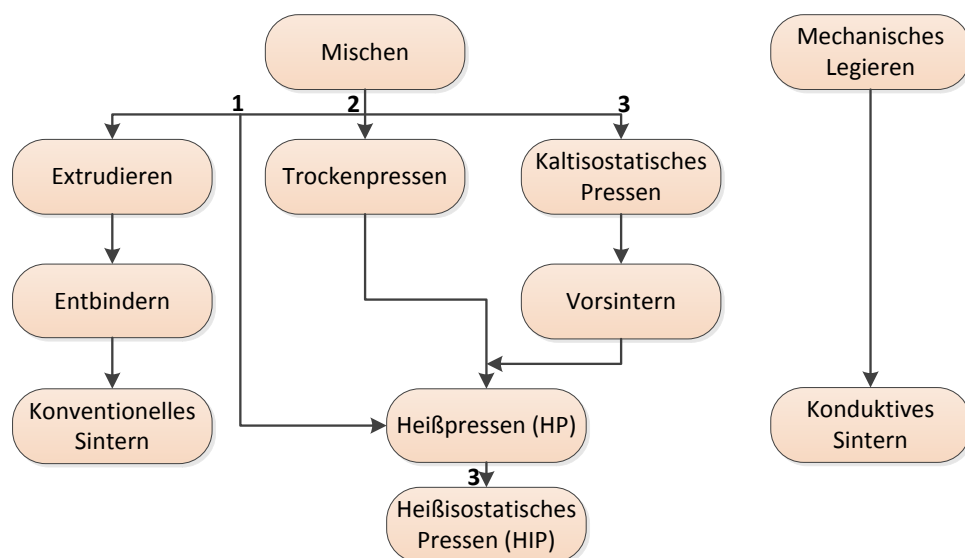 Mischen
Mechanisches
Legieren
1
2
3
Extrudieren
Trockenpressen
Kaltisostatisches
Pressen
Entbindern
Vorsintern
Konventionelles
Sintern
Heißpressen (HP)
Konduktives
Sintern
3
Heißisostatisches
Pressen (HIP)